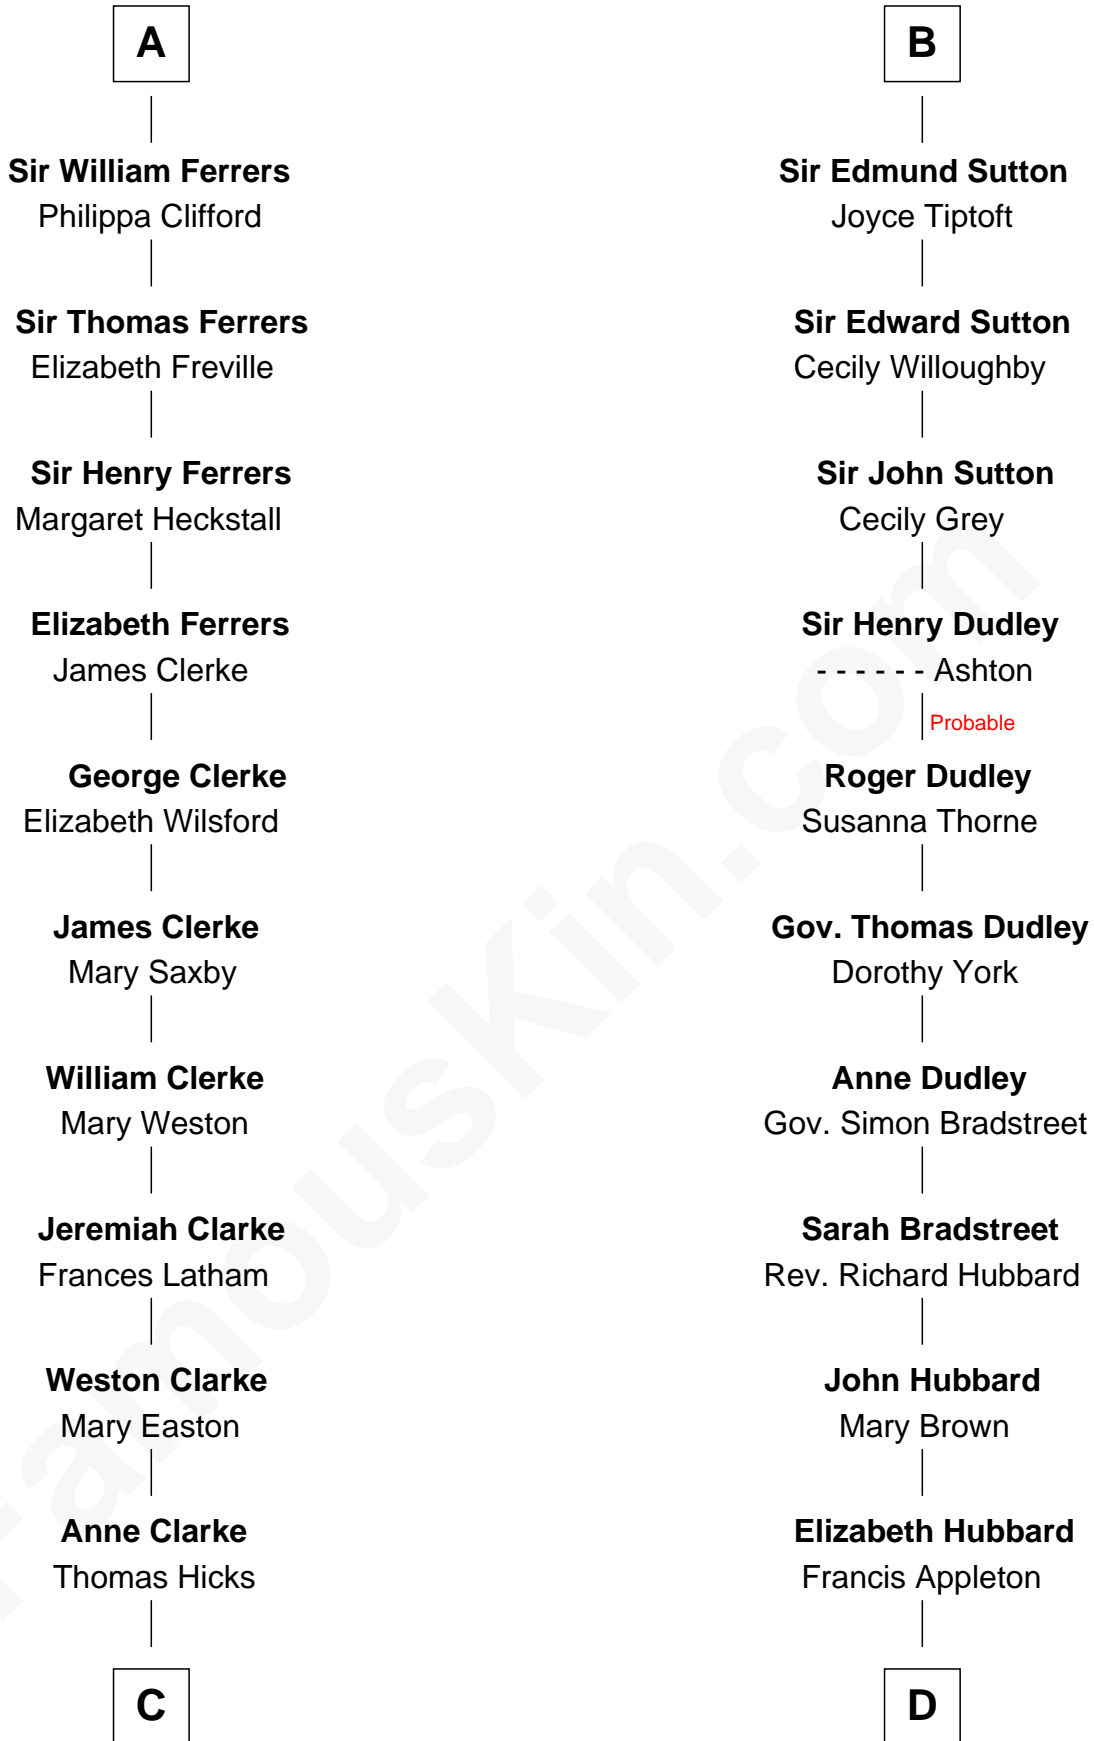 A
Sir William Ferrers
Philippa Clifford
Sir Thomas Ferrers
Elizabeth Freville
Sir Henry Ferrers
Margaret Heckstall
Elizabeth Ferrers
James Clerke
George Clerke
Elizabeth Wilsford
James Clerke
Mary Saxby
William Clerke
Mary Weston
Jeremiah Clarke
Frances Latham
Weston Clarke
Mary Easton
Anne Clarke
Thomas Hicks
C
B
Sir Edmund Sutton
Joyce Tiptoft
Sir Edward Sutton
Cecily Willoughby
Sir John Sutton
Cecily Grey
Sir Henry Dudley
- - - - - - Ashton
Probable
Roger Dudley
Susanna Thorne
Gov. Thomas Dudley
Dorothy York
Anne Dudley
Gov. Simon Bradstreet
Sarah Bradstreet
Rev. Richard Hubbard
John Hubbard
Mary Brown
Elizabeth Hubbard
Francis Appleton
D
FamousKin.com